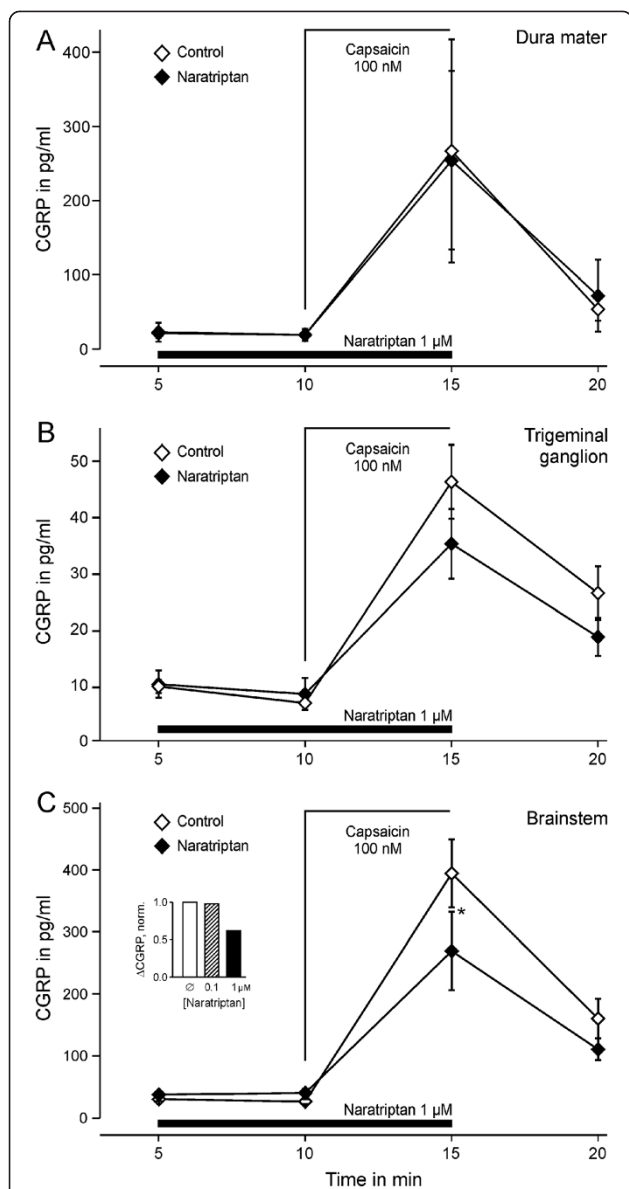 A
Dura mater
Control
Naratriptan
Capsaicin
100 nM
CGRP in pg/ml
400
300
200
100
0
Naratriptan 1 µM
5 10 15 20
B
Trigeminal
ganglion
Control
Naratriptan
Capsaicin
100 nM
CGRP in pg/ml
50
40
30
20
10
0
Naratriptan 1 µM
5 10 15 20
C
Brainstem
Control
Naratriptan
Capsaicin
100 nM
CGRP in pg/ml
500
400
300
200
100
0
*
ΔCGRP, norm.
1.0
0.5
0.0
∅ 0.1 1 µM
[Naratriptan]
Naratriptan 1 µM
5 10 15 20
Time in min